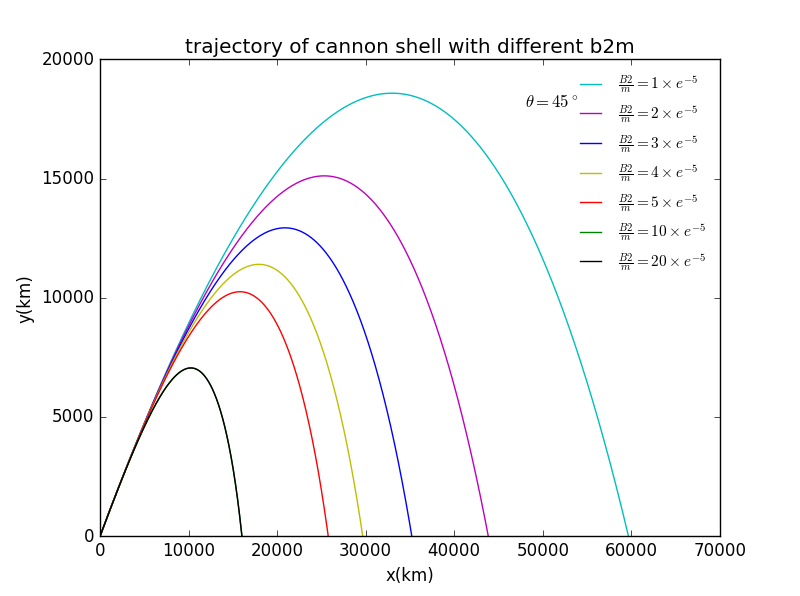 trajectory of cannon shell with different b2m
20000
15000
10000
5000
0
y(km)
θ = 45°
B2/m = 1 × e⁻⁵
B2/m = 2 × e⁻⁵
B2/m = 3 × e⁻⁵
B2/m = 4 × e⁻⁵
B2/m = 5 × e⁻⁵
B2/m = 10 × e⁻⁵
B2/m = 20 × e⁻⁵
0 10000 20000 30000 40000 50000 60000 70000
x(km)